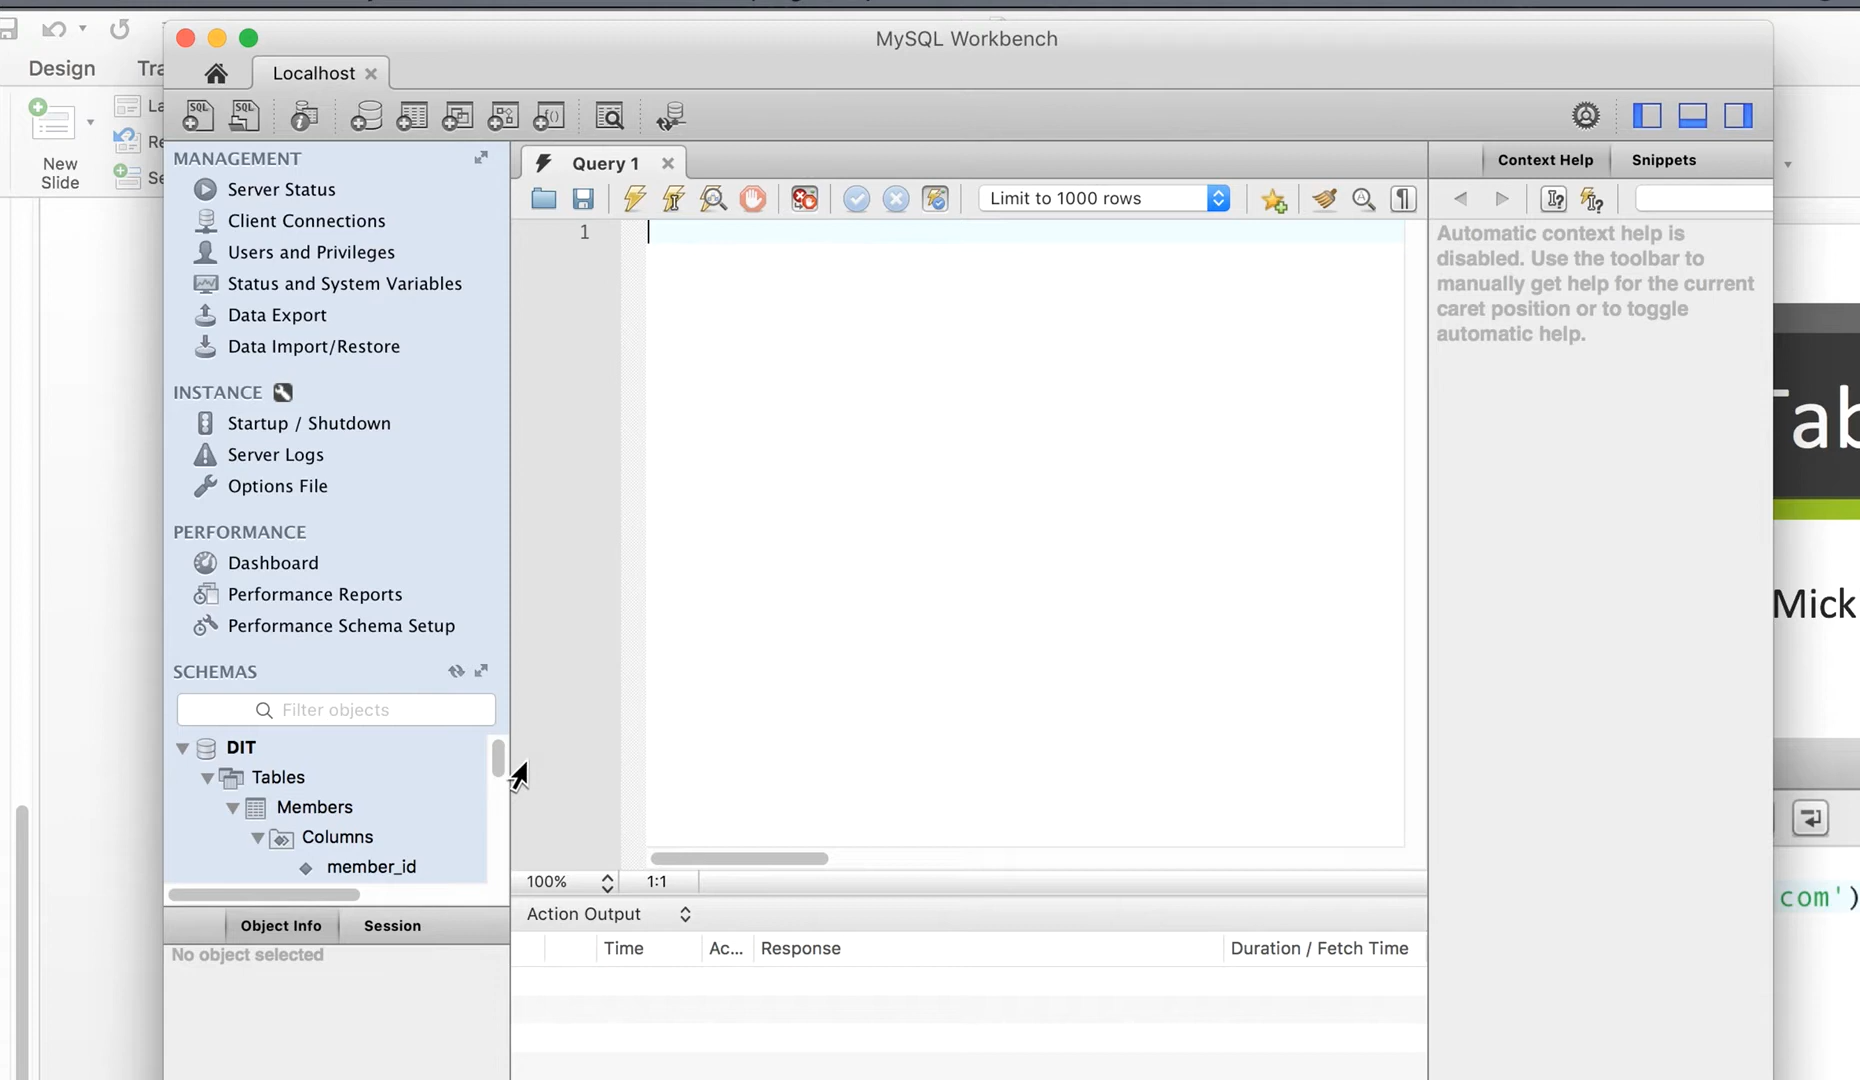 MySQL Workbench
Design
Tra
Localhost
La
Re
Se
New
Slide
SQL
SQL
MANAGEMENT
Server Status
Client Connections
Users and Privileges
Status and System Variables
Data Export
Data Import/Restore
INSTANCE
Startup / Shutdown
Server Logs
Options File
PERFORMANCE
Dashboard
Performance Reports
Performance Schema Setup
SCHEMAS
Filter objects
DIT
Tables
Members
Columns
member_id
Object Info
Session
No object selected
Query 1
Limit to 1000 rows
1
100%
1:1
Action Output
Time
Ac...
Response
Duration / Fetch Time
Context Help
Snippets
Automatic context help is
disabled. Use the toolbar to
manually get help for the current
caret position or to toggle
automatic help.
Tab
Mick
com')